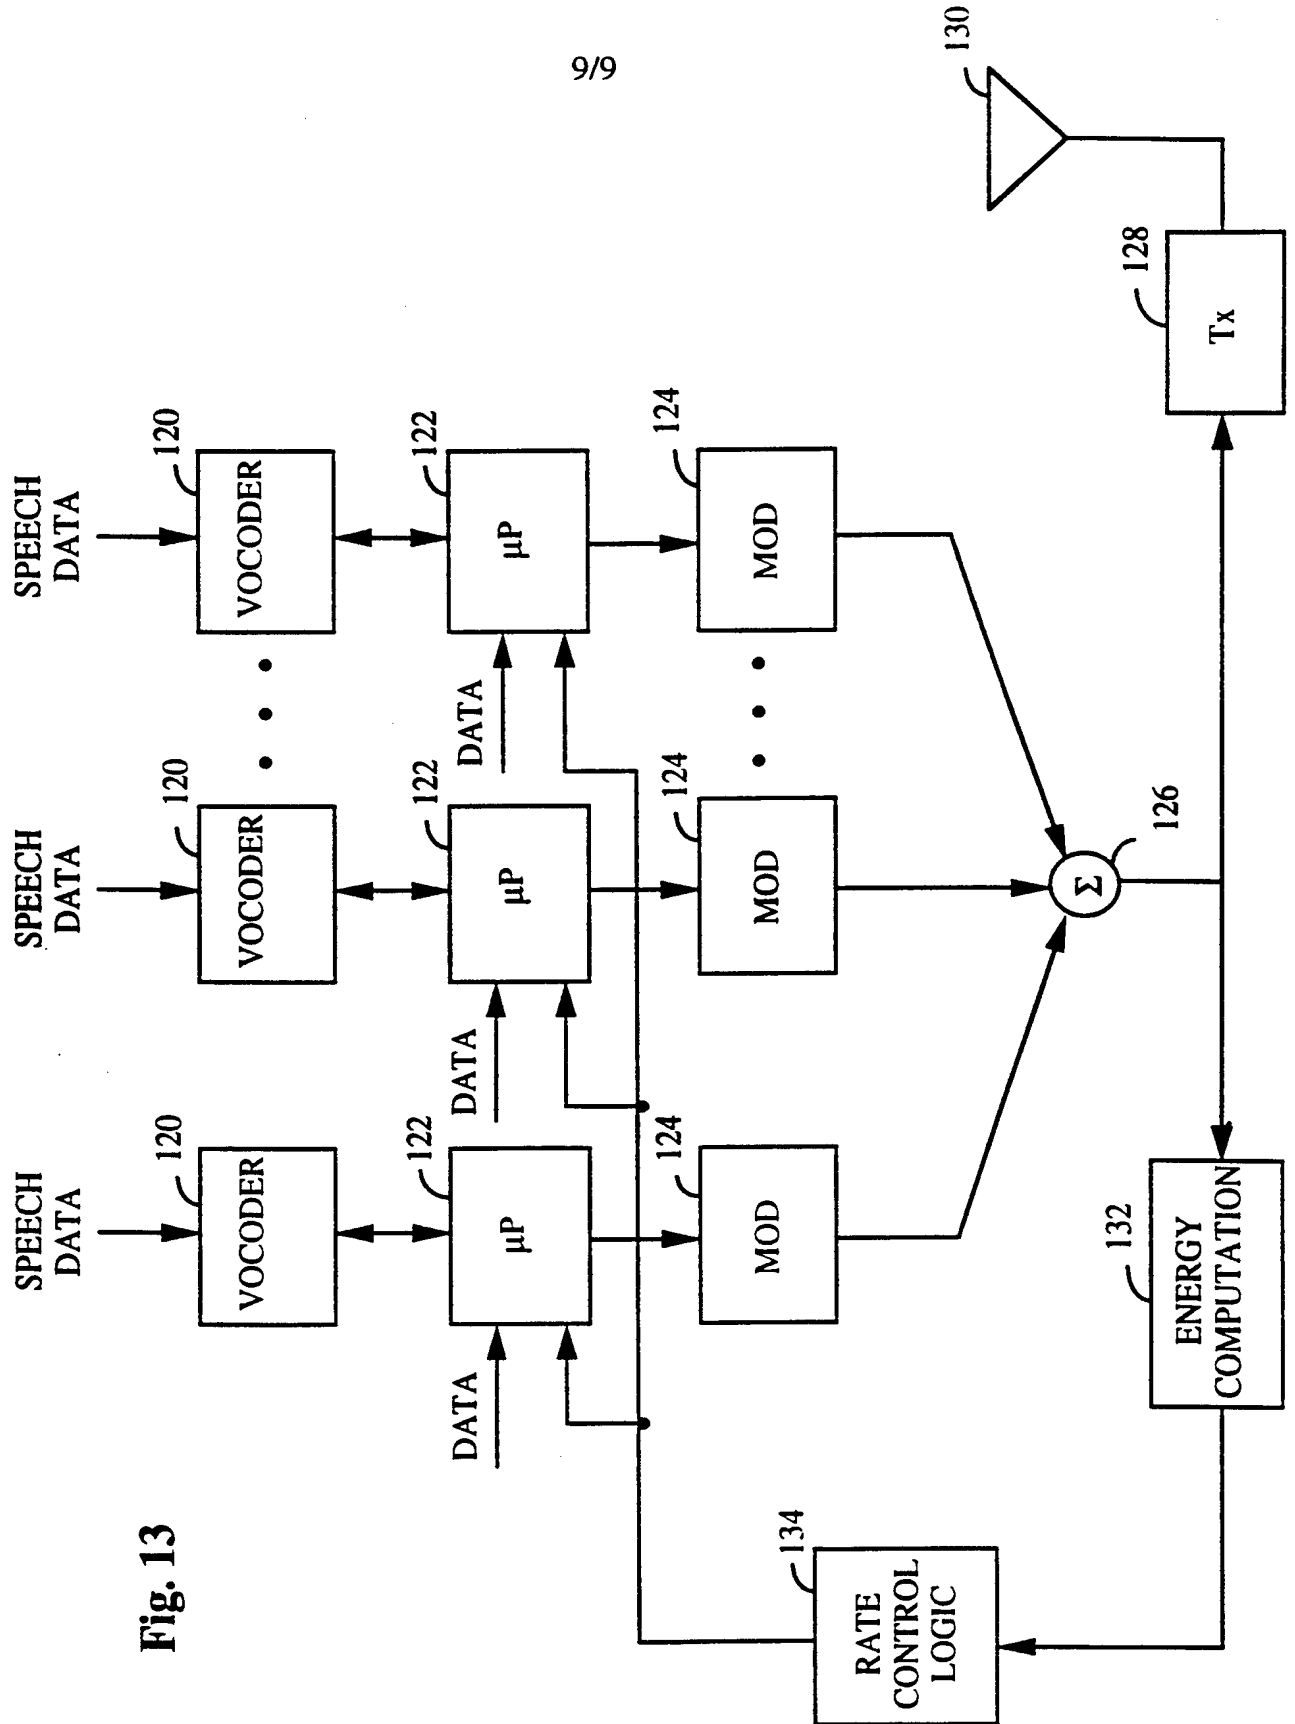 9/9
SPEECH
DATA
SPEECH
DATA
SPEECH
DATA
120
VOCODER
120
VOCODER
120
VOCODER
122
µP
122
µP
122
µP
DATA
DATA
DATA
124
MOD
124
MOD
124
MOD
Σ
126
130
128
Tx
132
ENERGY
COMPUTATION
134
RATE
CONTROL
LOGIC
Fig. 13